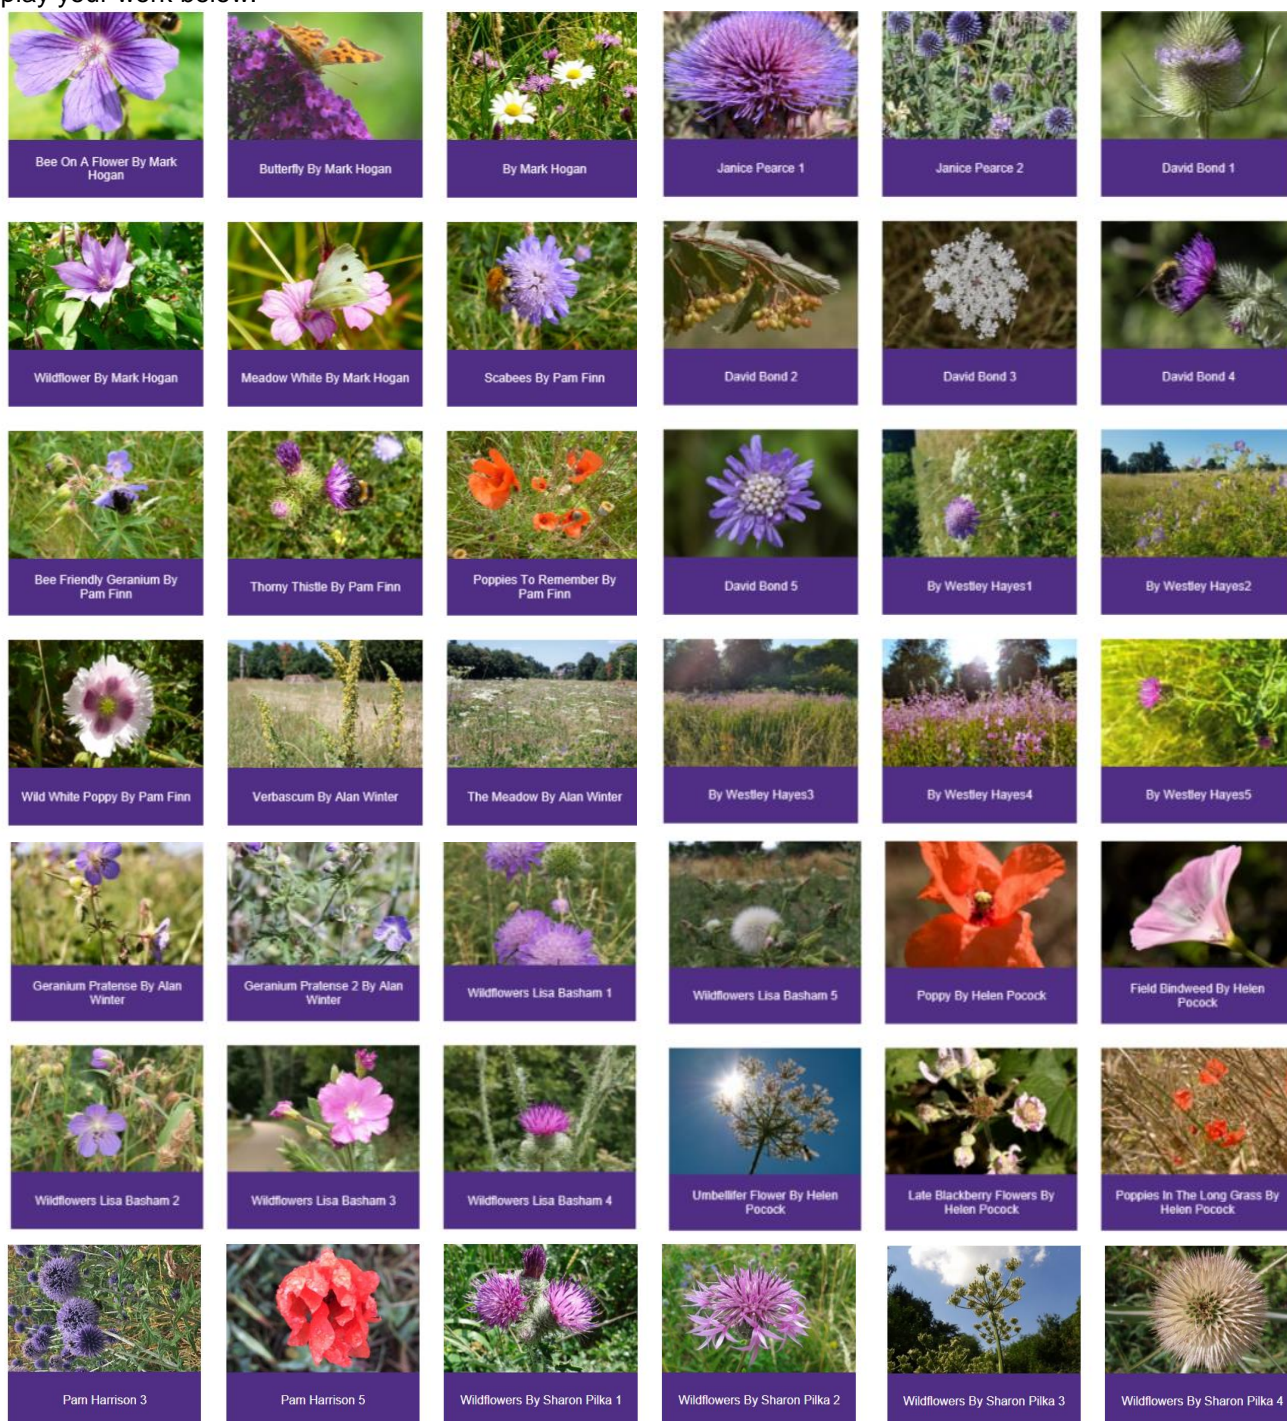 play your work below:
Bee On A Flower By Mark
Hogan
Butterfly By Mark Hogan
By Mark Hogan
Janice Pearce 1
Janice Pearce 2
David Bond 1
Wildflower By Mark Hogan
Meadow White By Mark Hogan
Scabees By Pam Finn
David Bond 2
David Bond 3
David Bond 4
Bee Friendly Geranium By
Pam Finn
Thorny Thistle By Pam Finn
Poppies To Remember By
Pam Finn
David Bond 5
By Westley Hayes1
By Westley Hayes2
Wild White Poppy By Pam Finn
Verbascum By Alan Winter
The Meadow By Alan Winter
By Westley Hayes3
By Westley Hayes4
By Westley Hayes5
Geranium Pratense By Alan
Winter
Geranium Pratense 2 By Alan
Winter
Wildflowers Lisa Basham 1
Wildflowers Lisa Basham 5
Poppy By Helen Pocock
Field Bindweed By Helen
Pocock
Wildflowers Lisa Basham 2
Wildflowers Lisa Basham 3
Wildflowers Lisa Basham 4
Umbellifer Flower By Helen
Pocock
Late Blackberry Flowers By
Helen Pocock
Poppies In The Long Grass By
Helen Pocock
Pam Harrison 3
Pam Harrison 5
Wildflowers By Sharon Pilka 1
Wildflowers By Sharon Pilka 2
Wildflowers By Sharon Pilka 3
Wildflowers By Sharon Pilka 4